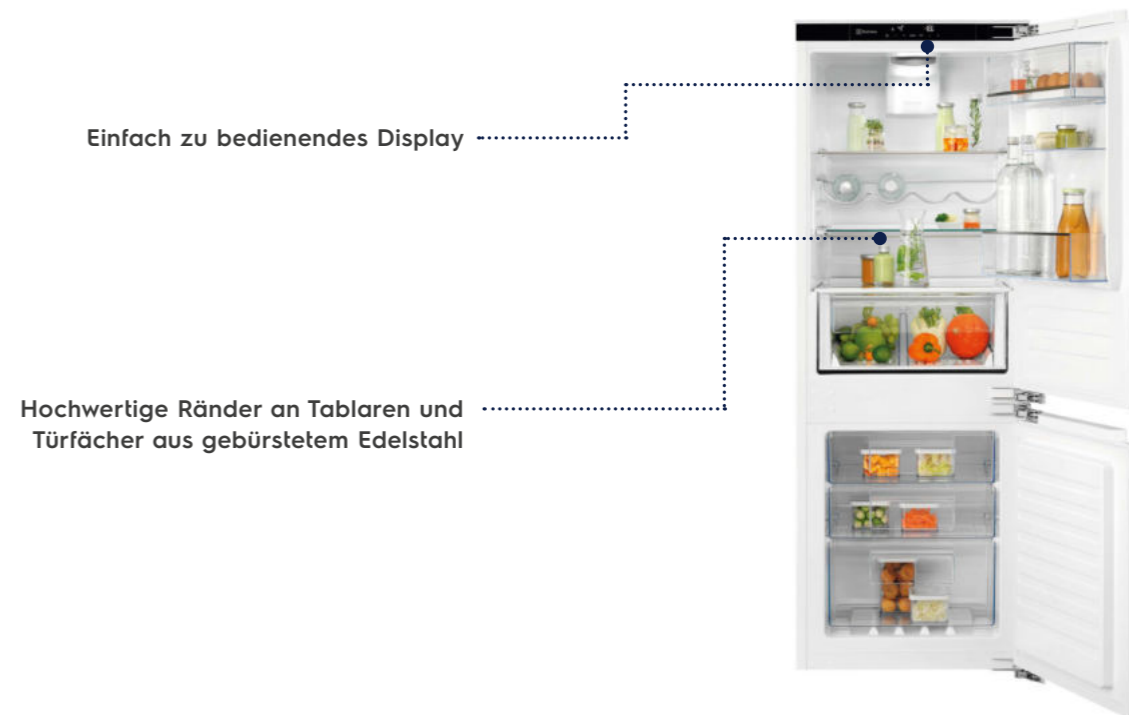 Einfach zu bedienendes Display
Hochwertige Ränder an Tablaren und
Türfächer aus gebürstetem Edelstahl